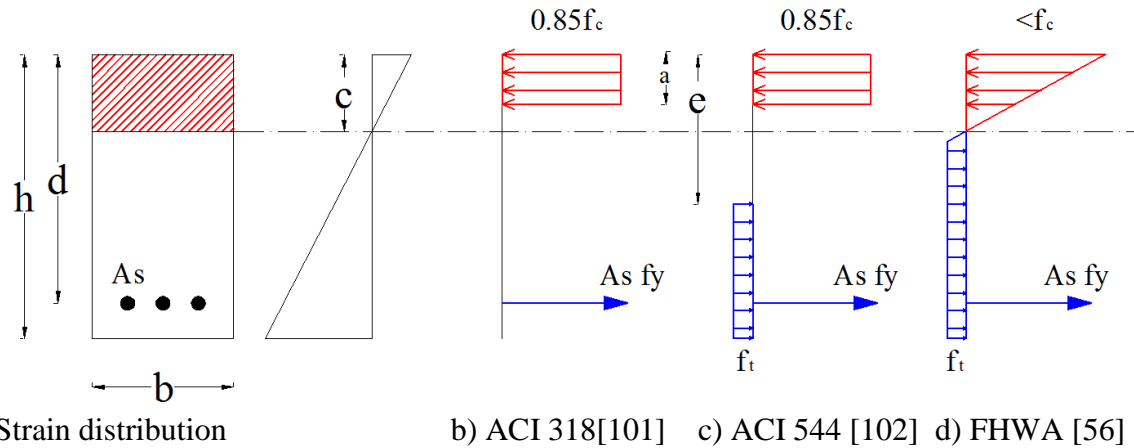 0.85fc 0.85fc <fc
c a e
h d
As
As fy As fy As fy
ft ft
b
Strain distribution b) ACI 318[101] c) ACI 544 [102] d) FHWA [56]